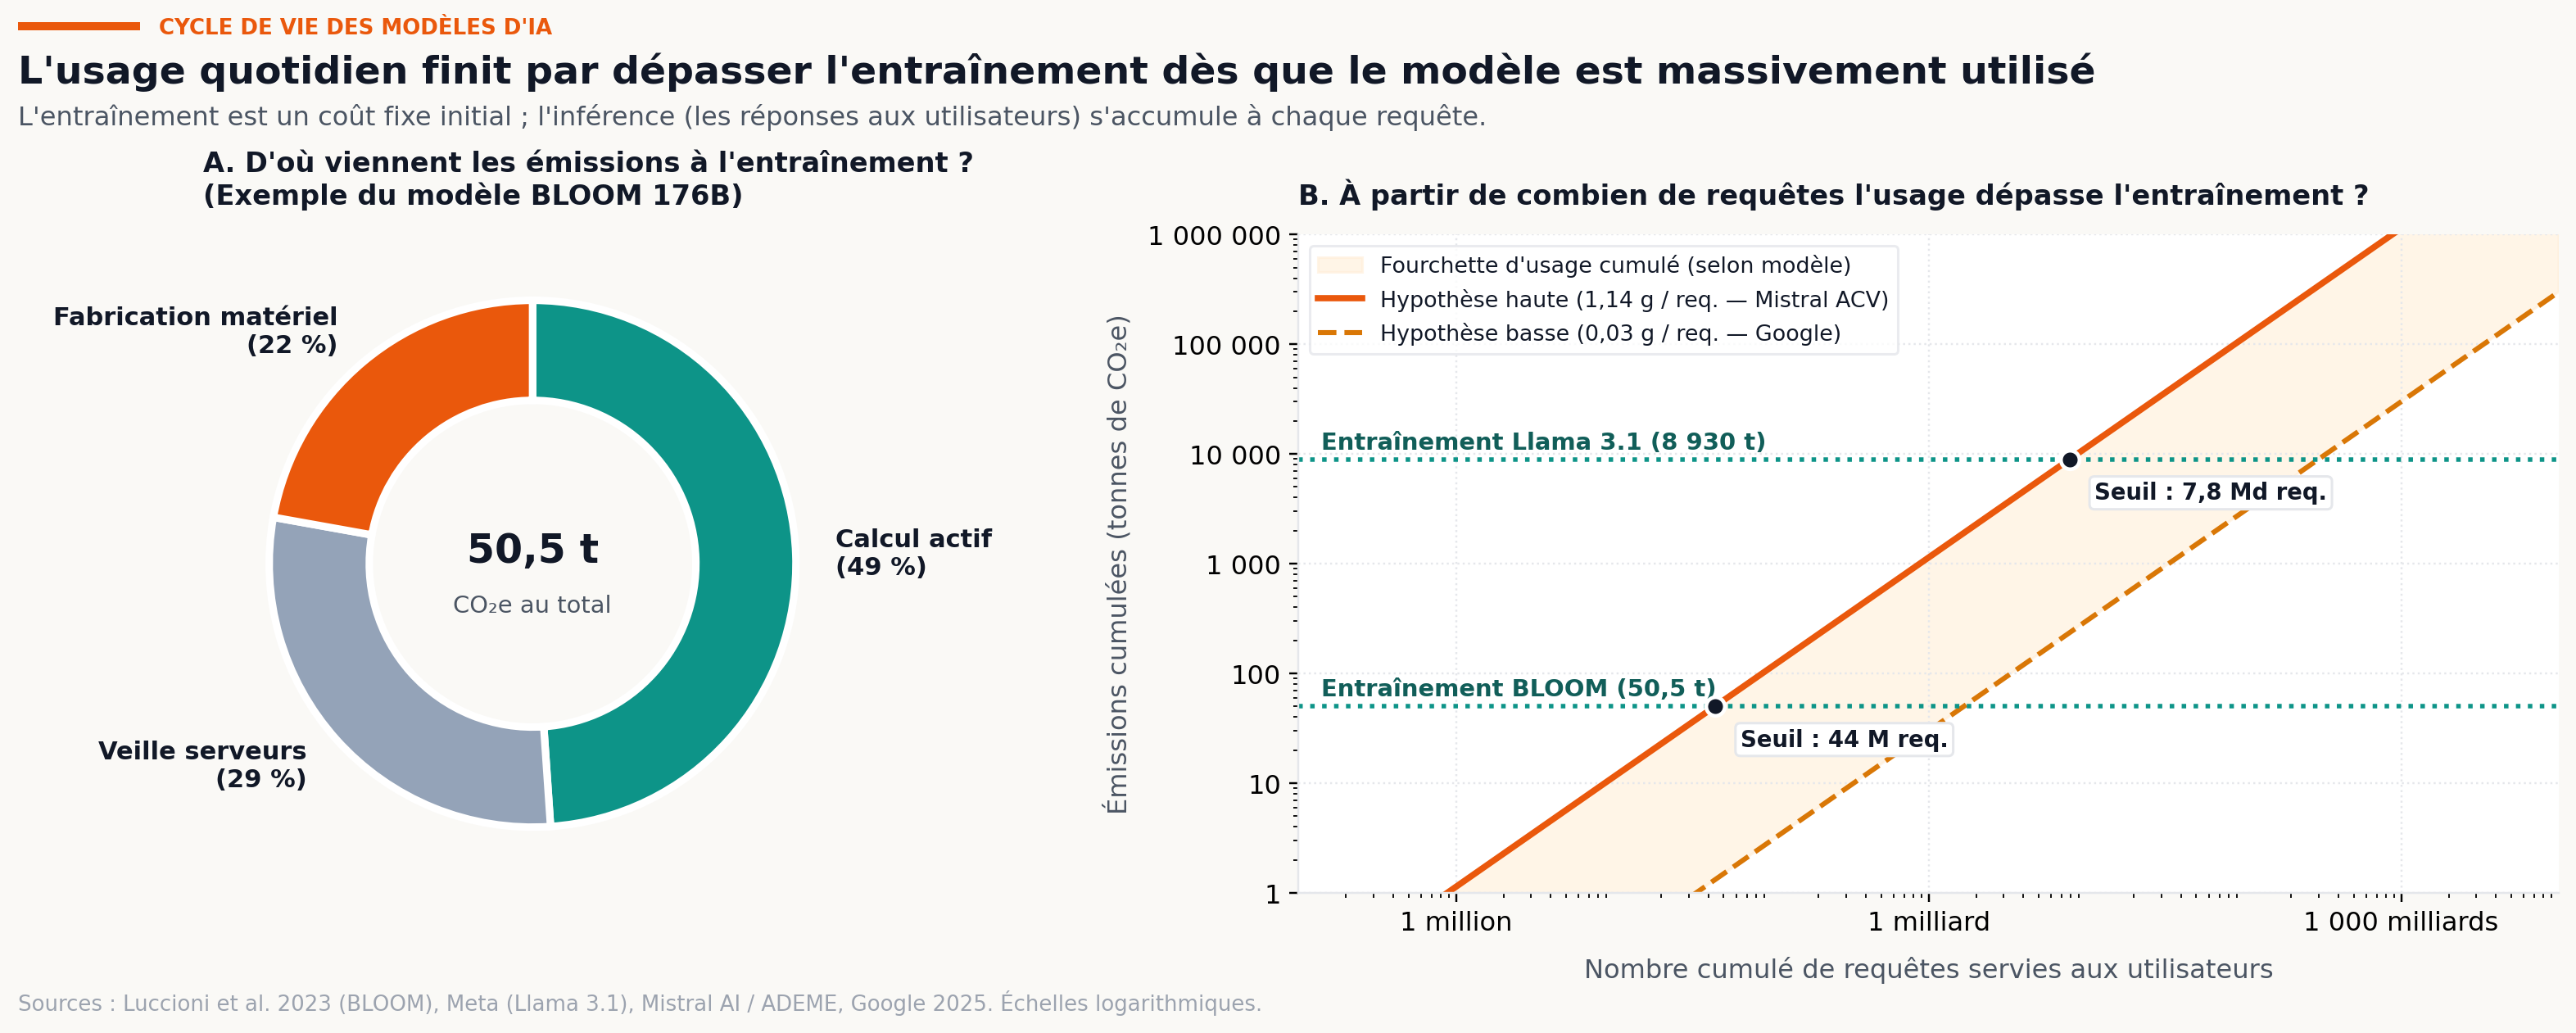 CYCLE DE VIE DES MODÈLES D'IA
L'usage quotidien finit par dépasser l'entraînement dès que le modèle est massivement utilisé
L'entraînement est un coût fixe initial ; l'inférence (les réponses aux utilisateurs) s'accumule à chaque requête.
A. D'où viennent les émissions à l'entraînement ?
(Exemple du modèle BLOOM 176B)
Fabrication matériel
(22 %)
50,5 t
CO₂e au total
Calcul actif
(49 %)
Veille serveurs
(29 %)
B. À partir de combien de requêtes l'usage dépasse l'entraînement ?
Émissions cumulées (tonnes de CO₂e)
1 000 000
100 000
10 000
1 000
100
10
1
Fourchette d'usage cumulé (selon modèle)
Hypothèse haute (1,14 g / req. — Mistral ACV)
Hypothèse basse (0,03 g / req. — Google)
Entraînement Llama 3.1 (8 930 t)
Seuil : 7,8 Md req.
Entraînement BLOOM (50,5 t)
Seuil : 44 M req.
1 million
1 milliard
1 000 milliards
Nombre cumulé de requêtes servies aux utilisateurs
Sources : Luccioni et al. 2023 (BLOOM), Meta (Llama 3.1), Mistral AI / ADEME, Google 2025. Échelles logarithmiques.